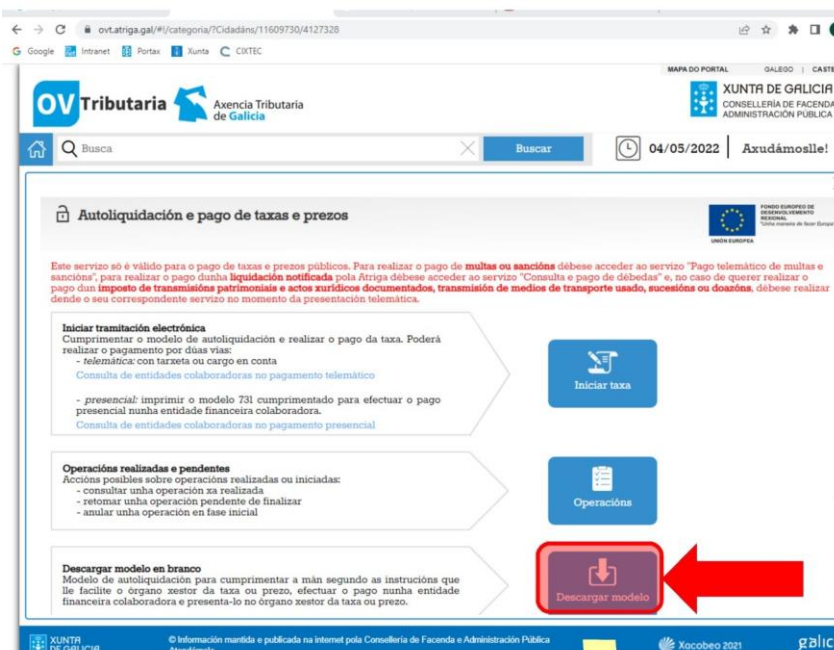 ovt.atriga.gal/#!/categoria/?Cidadáns/11609730/4127328
Google Intranet Portax Xunta CIXTEC
MAPA DO PORTAL GALEGO | CASTE
OV Tributaria
Axencia Tributaria
de Galicia
XUNTA DE GALICIA
CONSELLERÍA DE FACENDA
ADMINISTRACIÓN PÚBLICA
Busca
Buscar
04/05/2022 Axudámoslle!
Autoliquidación e pago de taxas e prezos
UNIÓN EUROPEA
FONDO EUROPEO DE
DESENVOLVEMENTO
REXIONAL
"Unha maneira de facer Europa
Este servizo só é válido para o pago de taxas e prezos públicos. Para realizar o pago de multas ou sancións débese acceder ao servizo "Pago telemático de multas e
sancións", para realizar o pago dunha liquidación notificada pola Atriga débese acceder ao servizo "Consulta e pago de débedas" e, no caso de querer realizar o
pago dun imposto de transmisións patrimoniais e actos xurídicos documentados, transmisión de medios de transporte usado, sucesións ou doazóns, débese realizar
dende o seu correspondente servizo no momento da presentación telemática.
Iniciar tramitación electrónica
Cumprimentar o modelo de autoliquidación e realizar o pago da taxa. Poderá
realizar o pagamento por dúas vías:
- telemática: con tarxeta ou cargo en conta
Consulta de entidades colaboradoras no pagamento telemático
- presencial: imprimir o modelo 731 cumprimentado para efectuar o pago
presencial nunha entidade financeira colaboradora.
Consulta de entidades colaboradoras no pagamento presencial
Iniciar taxa
Operacións realizadas e pendentes
Accións posibles sobre operacións realizadas ou iniciadas:
- consultar unha operación xa realizada
- retomar unha operación pendente de finalizar
- anular unha operación en fase inicial
Operacións
Descargar modelo en branco
Modelo de autoliquidación para cumprimentar a màn segundo as instrucións que
lle facilite o órgano xestor da taxa ou prezo, efectuar o pago nunha entidade
financeira colaboradora e presenta-lo no órgano xestor da taxa ou prezo.
Descargar modelo
XUNTA
DE GALICIA
© Información mantida e publicada na internet pola Consellería de Facenda e Administración Pública
Atendémolo
Xacobeo 2021
galic